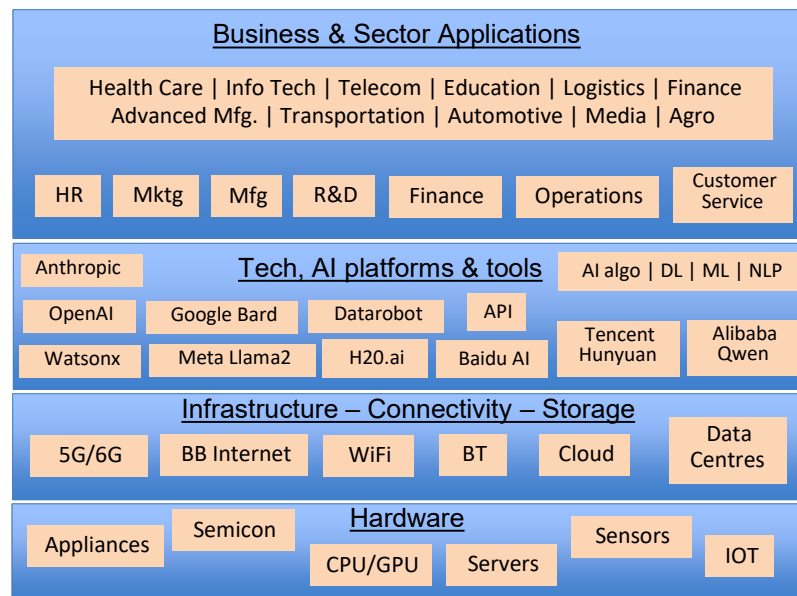 Business & Sector Applications
Health Care | Info Tech | Telecom | Education | Logistics | Finance
Advanced Mfg. | Transportation | Automotive | Media | Agro
HR
Mktg
Mfg
R&D
Finance
Operations
Customer
Service
Tech, AI platforms & tools
Anthropic
AI algo | DL | ML | NLP
OpenAI
Google Bard
Datarobot
API
Tencent
Hunyuan
Alibaba
Qwen
Watsonx
Meta Llama2
H20.ai
Baidu AI
Infrastructure – Connectivity – Storage
5G/6G
BB Internet
WiFi
BT
Cloud
Data
Centres
Hardware
Appliances
Semicon
CPU/GPU
Servers
Sensors
IOT